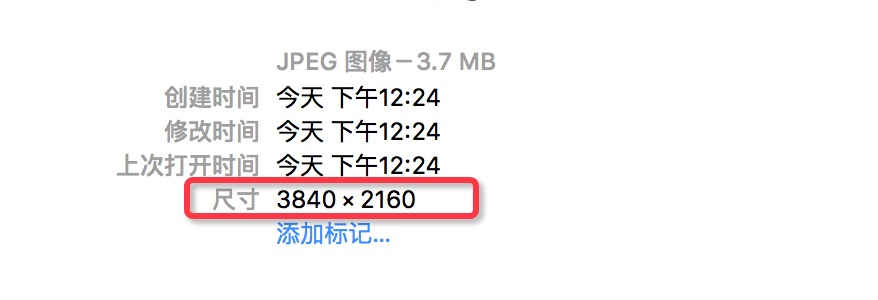 JPEG 图像－3.7 MB
创建时间 今天 下午12:24
修改时间 今天 下午12:24
上次打开时间 今天 下午12:24
尺寸 3840 × 2160
添加标记...